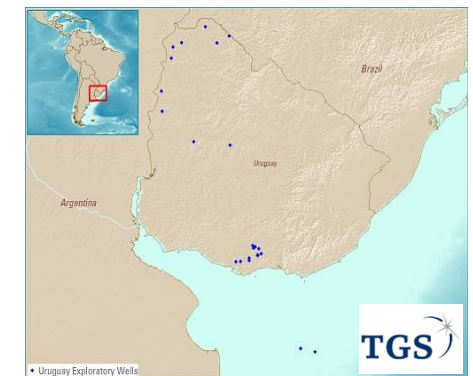 Brazil
Uruguay
Argentina
Uruguay Exploratory Wells
TGS